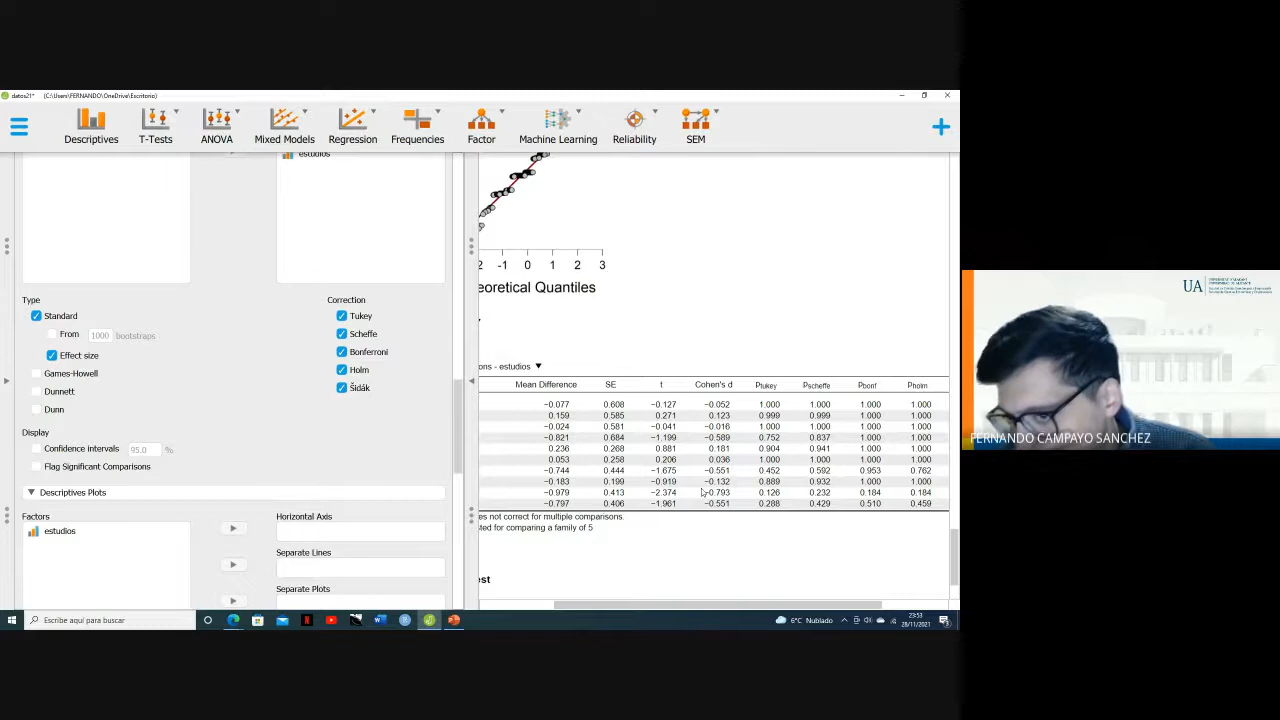 datos21* (C:\Users\FERNANDO\OneDrive\Escritorio)
Descriptives T-Tests ANOVA Mixed Models Regression Frequencies Factor Machine Learning Reliability SEM
estudios
Type
Standard
From 1000 bootstraps
Effect size
Games-Howell
Dunnett
Dunn
Correction
Tukey
Scheffe
Bonferroni
Holm
Šidák
Display
Confidence intervals 95.0 %
Flag Significant Comparisons
Descriptives Plots
Factors
estudios
Horizontal Axis
Separate Lines
Separate Plots
2 -1 0 1 2 3
eoretical Quantiles
ons - estudios
Mean Difference SE t Cohen's d Ptukey Pscheffe Pbonf Pholm
−0.077 0.608 −0.127 −0.052 1.000 1.000 1.000 1.000
0.159 0.585 0.271 0.123 0.999 0.999 1.000 1.000
−0.024 0.581 −0.041 −0.016 1.000 1.000 1.000 1.000
−0.821 0.684 −1.199 −0.589 0.752 0.837 1.000 1.000
0.236 0.268 0.881 0.181 0.904 0.941 1.000 1.000
0.053 0.258 0.206 0.036 1.000 1.000 1.000 1.000
−0.744 0.444 −1.675 −0.551 0.452 0.592 0.953 0.762
−0.183 0.199 −0.919 −0.132 0.889 0.932 1.000 1.000
−0.979 0.413 −2.374 −0.793 0.126 0.232 0.184 0.184
−0.797 0.406 −1.961 −0.551 0.288 0.429 0.510 0.459
es not correct for multiple comparisons.
sted for comparing a family of 5
est
Escribe aquí para buscar
6°C Nublado
23:53
28/11/2021
UA
FERNANDO CAMPAYO SANCHEZ